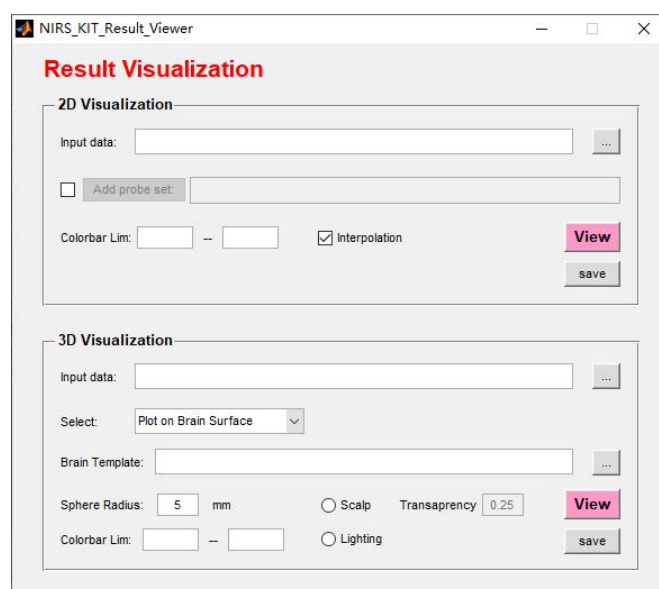 NIRS_KIT_Result_Viewer
Result Visualization
2D Visualization
Input data: ...
Add probe set:
Colorbar Lim: -- Interpolation View
save
3D Visualization
Input data: ...
Select: Plot on Brain Surface
Brain Template: ...
Sphere Radius: 5 mm Scalp Transaprency 0.25 View
Colorbar Lim: -- Lighting save